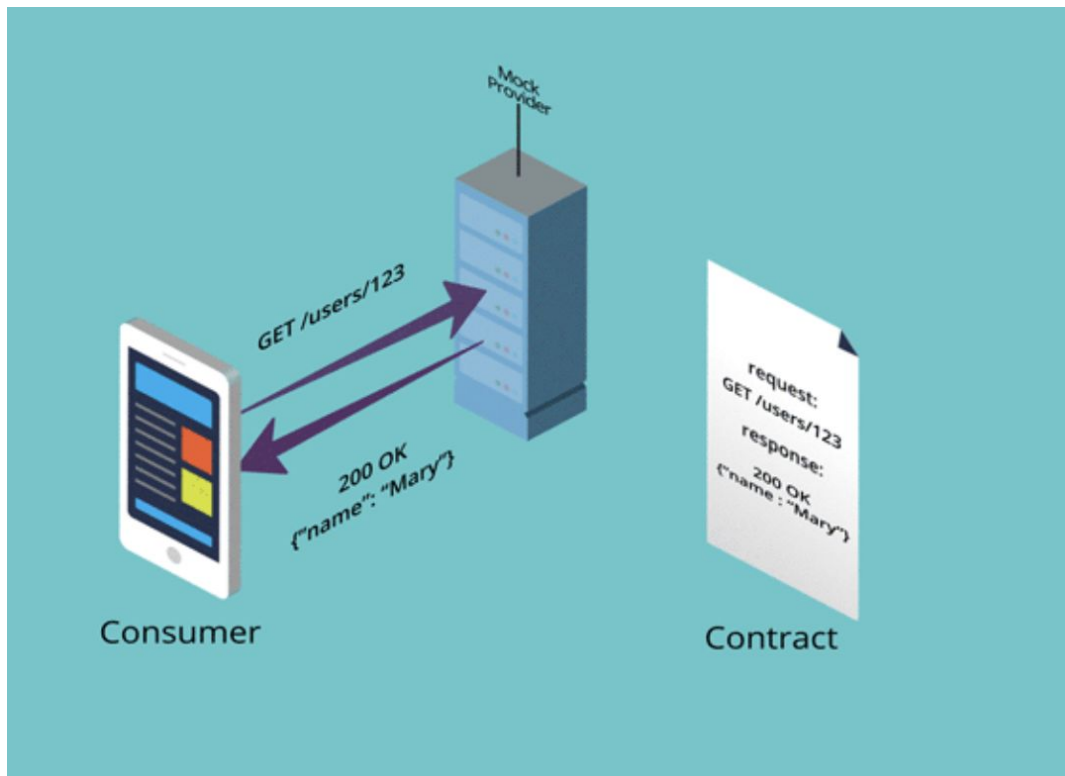 Mock
Provider
GET /users/123
200 OK
{"name": “Mary”}
Consumer
request:
GET /users/123
response:
200 OK
{"name : “Mary”}
Contract